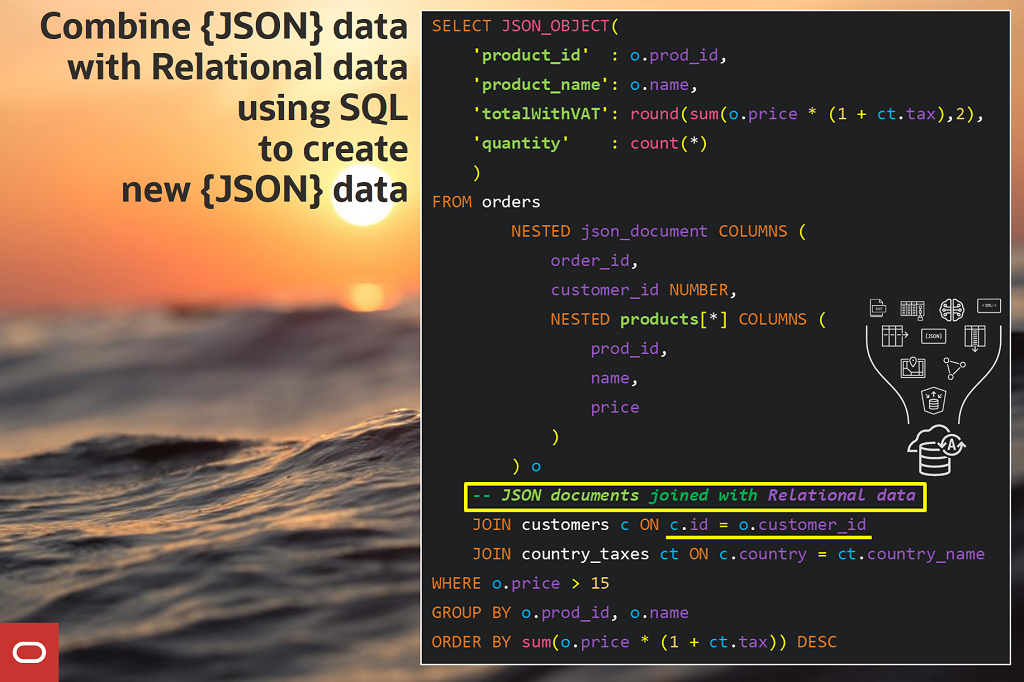 Combine {JSON} data
with Relational data
using SQL
to create
new {JSON} data
SELECT JSON_OBJECT(
'product_id' : o.prod_id,
'product_name': o.name,
'totalWithVAT': round(sum(o.price * (1 + ct.tax),2),
'quantity' : count(*)
)
FROM orders
NESTED json_document COLUMNS (
order_id,
customer_id NUMBER,
NESTED products[*] COLUMNS (
prod_id,
name,
price
)
) o
-- JSON documents joined with Relational data
JOIN customers c ON c.id = o.customer_id
JOIN country_taxes ct ON c.country = ct.country_name
WHERE o.price > 15
GROUP BY o.prod_id, o.name
ORDER BY sum(o.price * (1 + ct.tax)) DESC
{JSON}
A